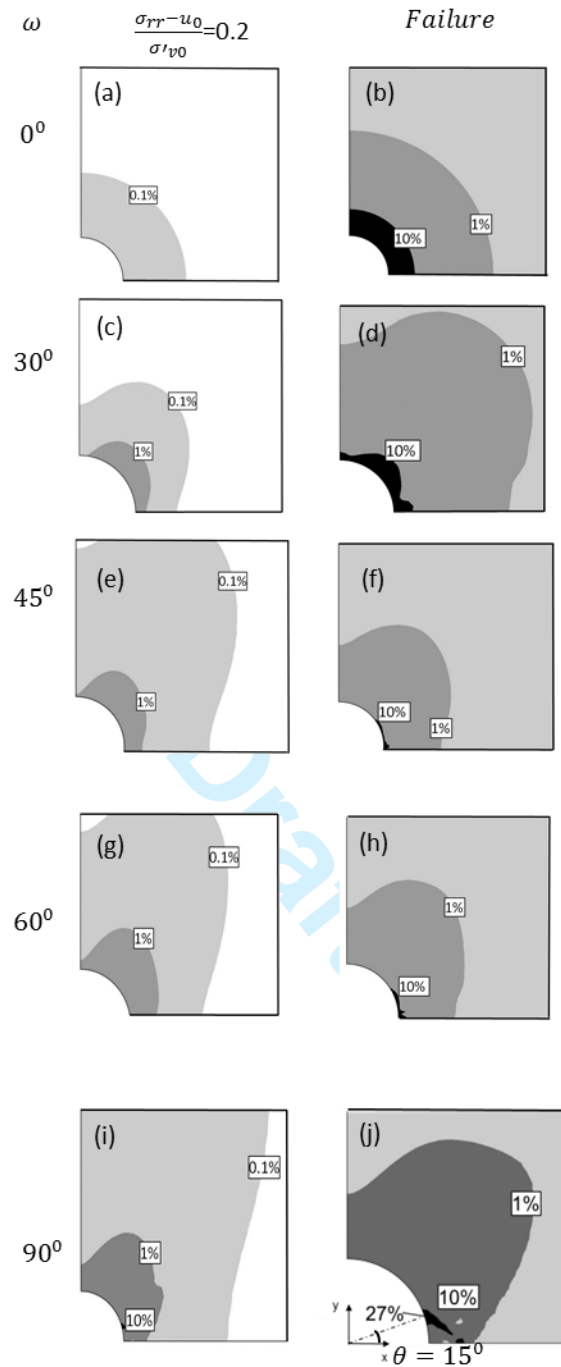 ω
(σrr−u0)/σ′v0=0.2
Failure
0⁰
(a)
0.1%
(b)
10%
1%
30⁰
(c)
0.1%
1%
(d)
1%
10%
45⁰
(e)
0.1%
1%
(f)
10%
1%
60⁰
(g)
0.1%
1%
(h)
1%
10%
90⁰
(i)
0.1%
1%
10%
(j)
1%
10%
27%
y
x
θ = 15⁰
Draft